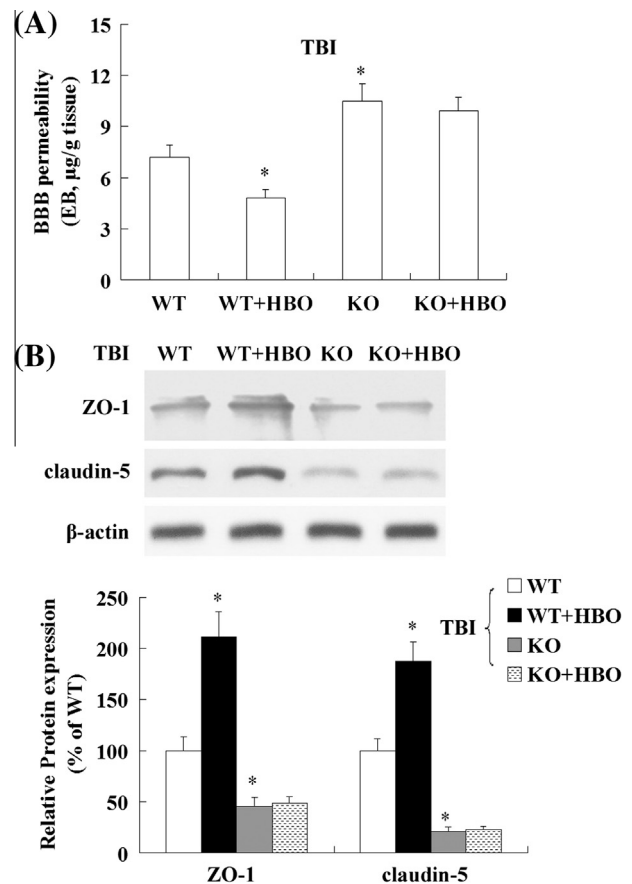 (A)
TBI
BBB permeability
(EB, μg/g tissue)
15
12
9
6
3
0
*
*
WT WT+HBO KO KO+HBO
(B)
TBI WT WT+HBO KO KO+HBO
ZO-1
claudin-5
β-actin
Relative Protein expression
(% of WT)
250
200
150
100
50
0
*
*
*
*
TBI
WT
WT+HBO
KO
KO+HBO
ZO-1 claudin-5